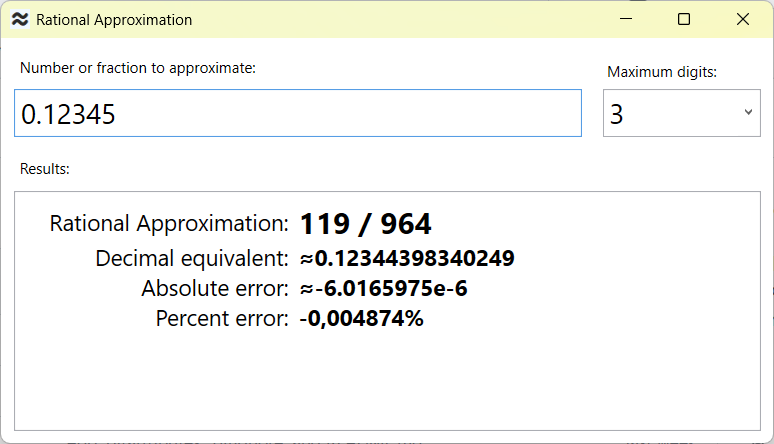 Rational Approximation
Number or fraction to approximate:
Maximum digits:
0.12345
3
Results:
Rational Approximation: 119 / 964
Decimal equivalent: ≈0.12344398340249
Absolute error: ≈-6.0165975e-6
Percent error: -0,004874%